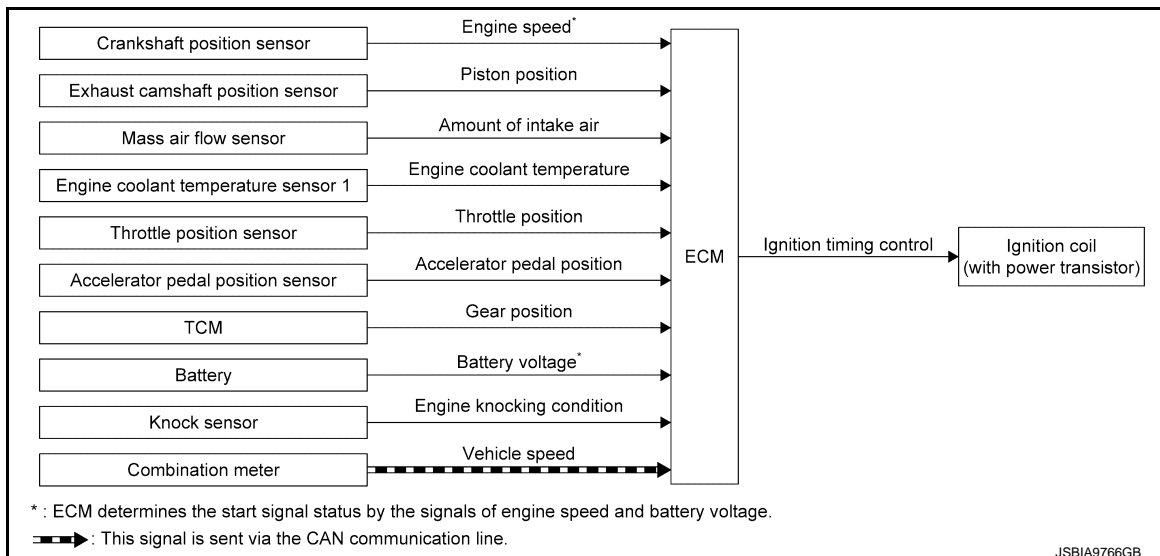 Crankshaft position sensor
Engine speed*
Exhaust camshaft position sensor
Piston position
Mass air flow sensor
Amount of intake air
Engine coolant temperature sensor 1
Engine coolant temperature
Throttle position sensor
Throttle position
Accelerator pedal position sensor
Accelerator pedal position
TCM
Gear position
Battery
Battery voltage*
Knock sensor
Engine knocking condition
Combination meter
Vehicle speed
ECM
Ignition timing control
Ignition coil
(with power transistor)
* : ECM determines the start signal status by the signals of engine speed and battery voltage.
: This signal is sent via the CAN communication line.
JSBIA9766GB